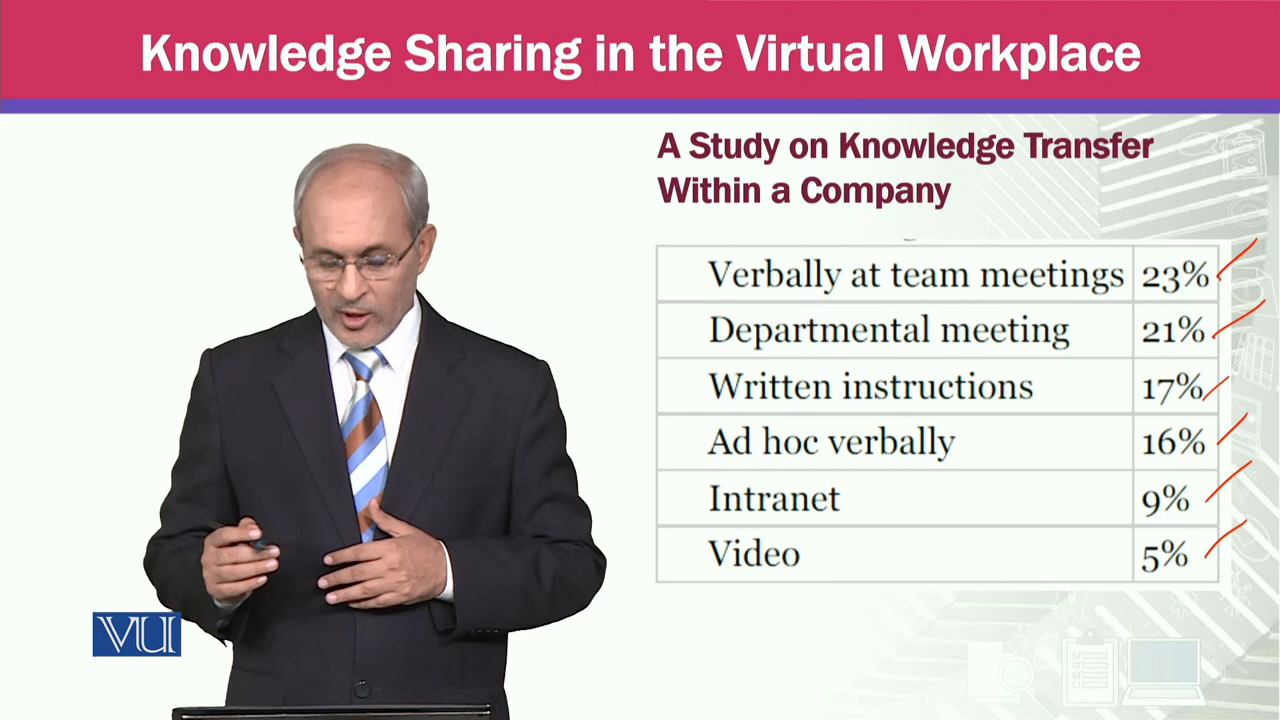 Knowledge Sharing in the Virtual Workplace
A Study on Knowledge Transfer
Within a Company
Verbally at team meetings 23%
Departmental meeting 21%
Written instructions 17%
Ad hoc verbally 16%
Intranet 9%
Video 5%
VU